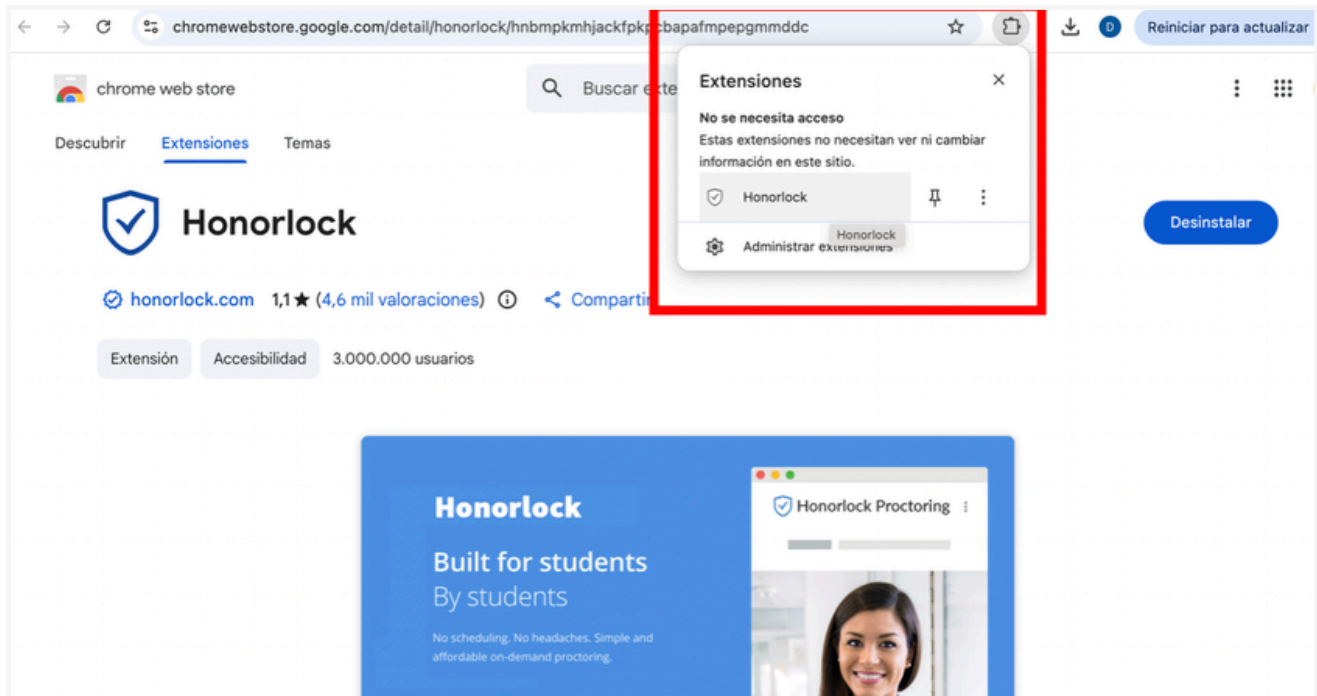 chromewebstore.google.com/detail/honorlock/hnbmpkmhjackfpkpcbapafmpepgmmddc
D
Reiniciar para actualizar
chrome web store
Buscar exte
Descubrir
Extensiones
Temas
Extensiones
No se necesita acceso
Estas extensiones no necesitan ver ni cambiar
información en este sitio.
Honorlock
Honorlock
Administrar extensiones
Honorlock
Desinstalar
honorlock.com 1,1★ (4,6 mil valoraciones)
Compartir
Extensión
Accesibilidad
3.000.000 usuarios
Honorlock
Built for students
By students
No scheduling. No headaches. Simple and
affordable on-demand proctoring.
Honorlock Proctoring